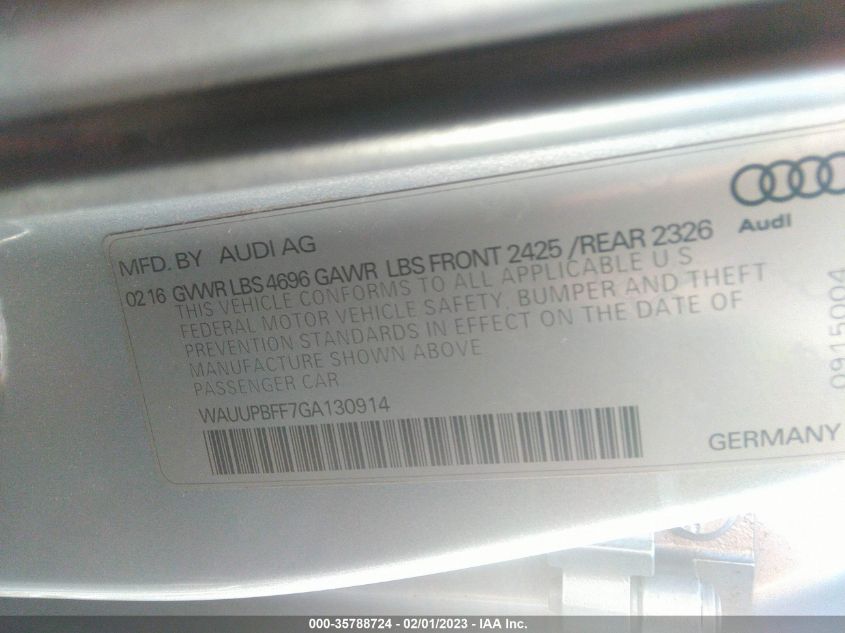 MFD. BY AUDI AG
0216 GVWR LBS 4696 GAWR LBS FRONT 2425 /REAR 2326
THIS VEHICLE CONFORMS TO ALL APPLICABLE U S
FEDERAL MOTOR VEHICLE SAFETY, BUMPER AND THEFT
PREVENTION STANDARDS IN EFFECT ON THE DATE OF
MANUFACTURE SHOWN ABOVE
PASSENGER CAR
WAUUPBFF7GA130914
Audi
GERMANY
0915004
000-35788724 - 02/01/2023 - IAA Inc.